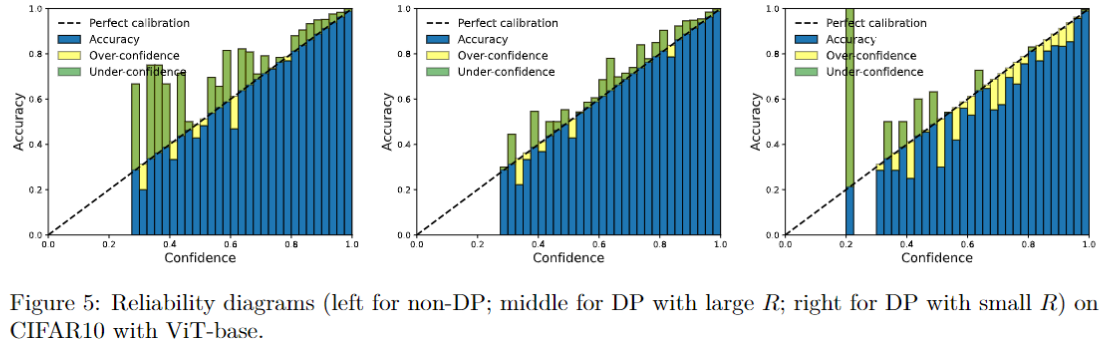 1.0
0.8
0.6
0.4
0.2
0.0
Accuracy
0.0 0.2 0.4 0.6 0.8 1.0
Confidence
Perfect calibration
Accuracy
Over-confidence
Under-confidence
1.0
0.8
0.6
0.4
0.2
0.0
Accuracy
0.0 0.2 0.4 0.6 0.8 1.0
Confidence
Perfect calibration
Accuracy
Over-confidence
Under-confidence
1.0
0.8
0.6
0.4
0.2
0.0
Accuracy
0.0 0.2 0.4 0.6 0.8 1.0
Confidence
Perfect calibration
Accuracy
Over-confidence
Under-confidence
Figure 5: Reliability diagrams (left for non-DP; middle for DP with large R; right for DP with small R) on
CIFAR10 with ViT-base.